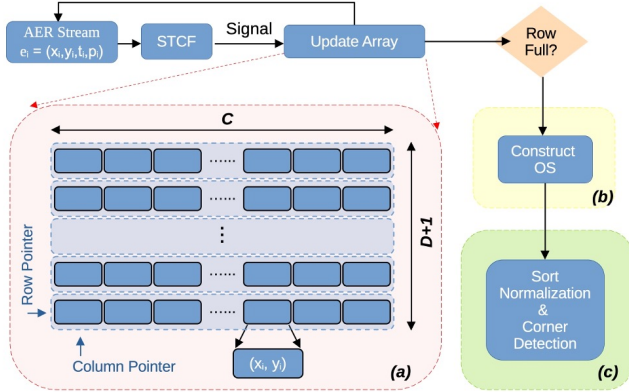 AER Stream
eᵢ = (xᵢ,yᵢ,tᵢ,pᵢ)
STCF
Signal
Update Array
Row
Full?
C
......
......
D+1
⋮
Row Pointer
......
......
Column Pointer
(xᵢ, yᵢ)
(a)
Construct
OS
(b)
Sort
Normalization
&
Corner
Detection
(c)